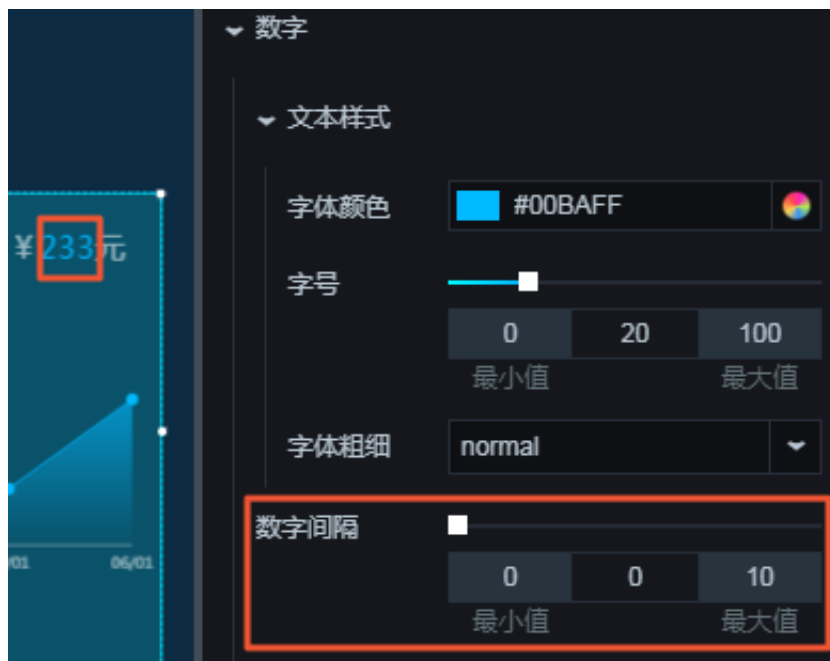 数字
文本样式
字体颜色 #00BAFF
¥233元
字号
0 20 100
最小值 最大值
字体粗细 normal
数字间隔
0 0 10
/01 06/01
最小值 最大值